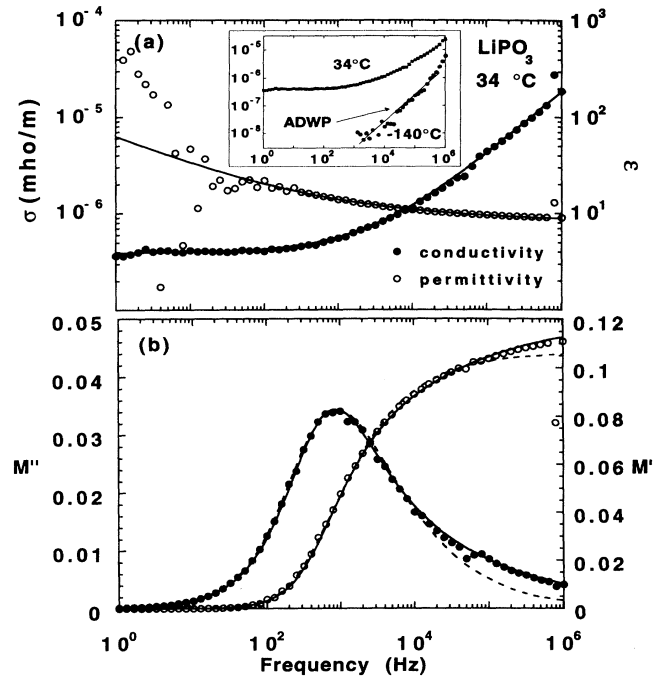 (a)
LiPO₃
34 °C
10⁻⁴
10⁻⁵
10⁻⁶
σ (mho/m)
10³
10²
10¹
ε
10⁻⁵
10⁻⁶
10⁻⁷
10⁻⁸
34°C
ADWP
-140°C
10⁰ 10² 10⁴ 10⁶
conductivity
permittivity
(b)
0.05
0.04
0.03
0.02
0.01
0
M"
0.12
0.1
0.08
0.06
0.04
0.02
0
M'
10⁰ 10² 10⁴ 10⁶
Frequency (Hz)